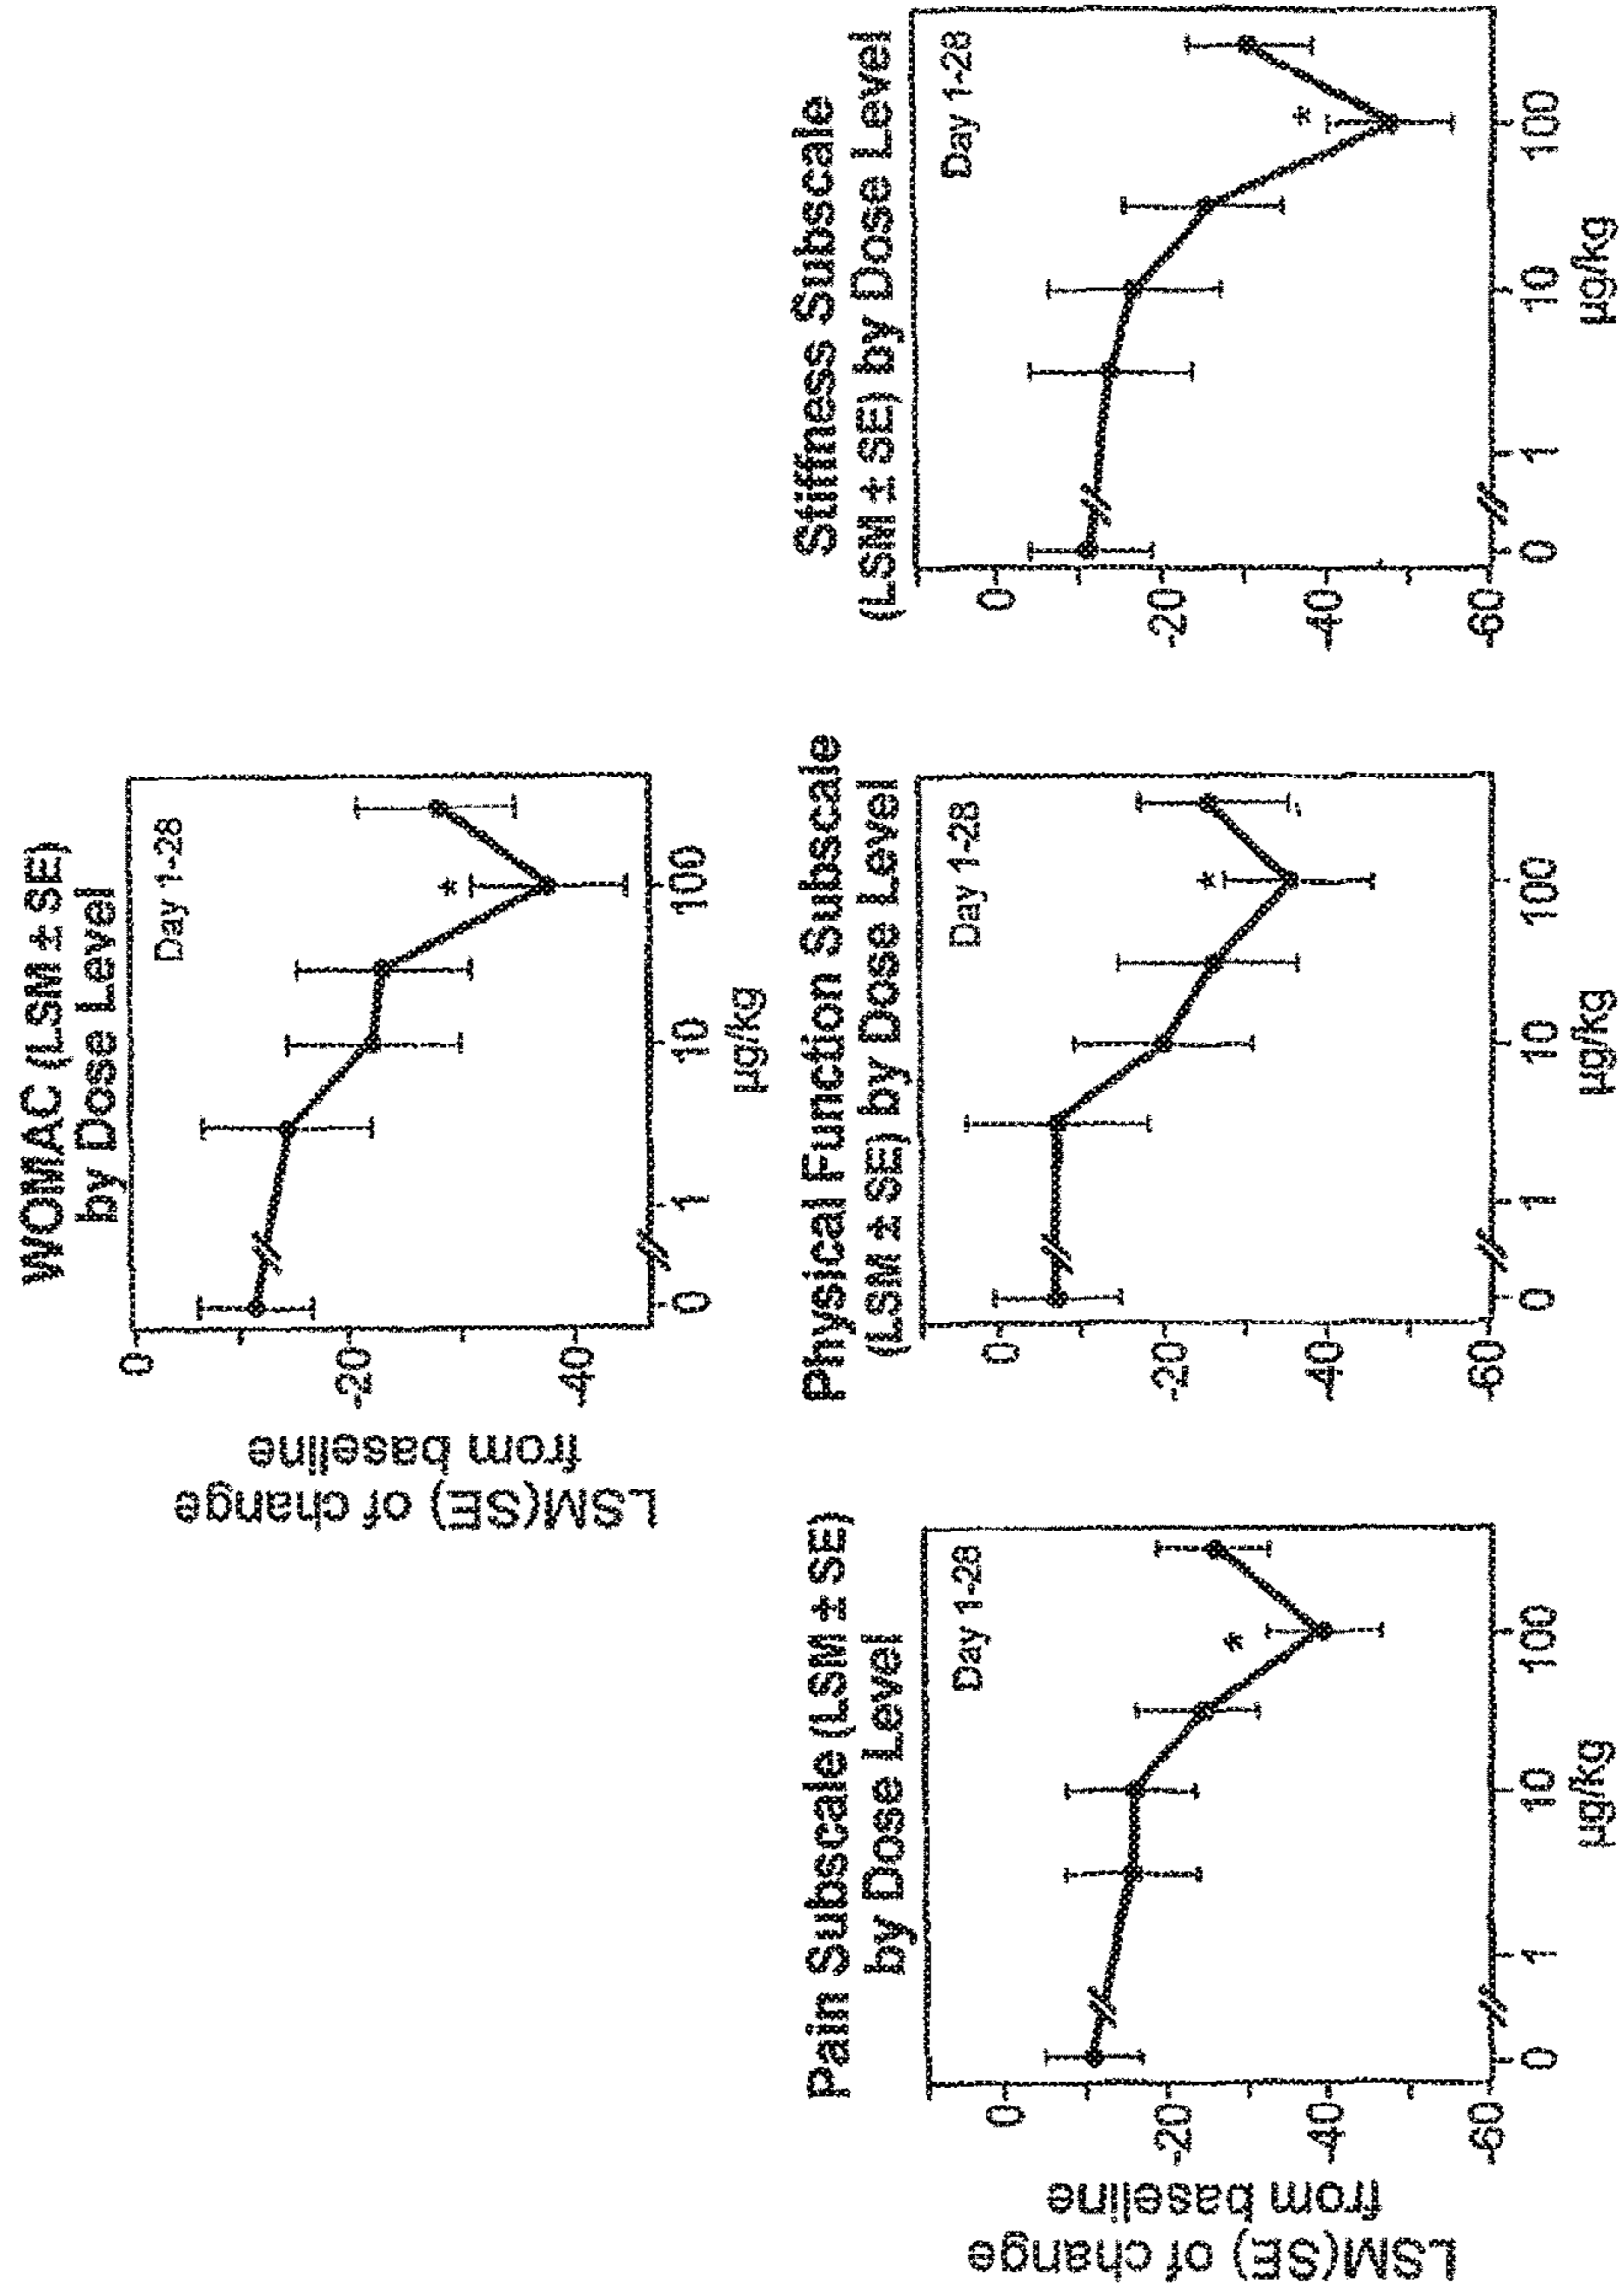 WOMAC (LSM ± SE)
by Dose Level
Day 1-28
LSM(SE) of change
from baseline
0
-20
-40
0
1
10
100
µg/kg
*
Pain Subscale (LSM ± SE)
by Dose Level
Day 1-28
LSM(SE) of change
from baseline
0
-20
-40
-60
0
1
10
100
µg/kg
*
Physical Function Subscale
(LSM ± SE) by Dose Level
Day 1-28
0
-20
-40
-60
0
1
10
100
µg/kg
*
Stiffness Subscale
(LSM ± SE) by Dose Level
Day 1-28
0
-20
-40
-60
0
1
10
100
µg/kg
*